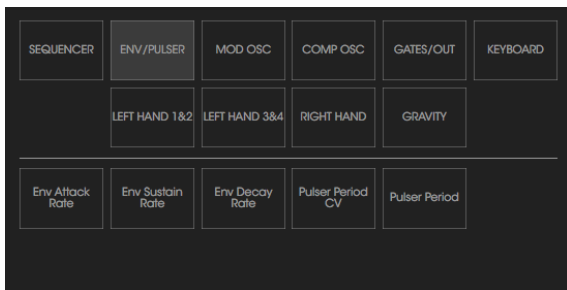 SEQUENCER ENV/PULSER MOD OSC COMP OSC GATES/OUT KEYBOARD
LEFT HAND 1&2 LEFT HAND 3&4 RIGHT HAND GRAVITY
Env Attack
Rate
Env Sustain
Rate
Env Decay
Rate
Pulser Period
CV
Pulser Period